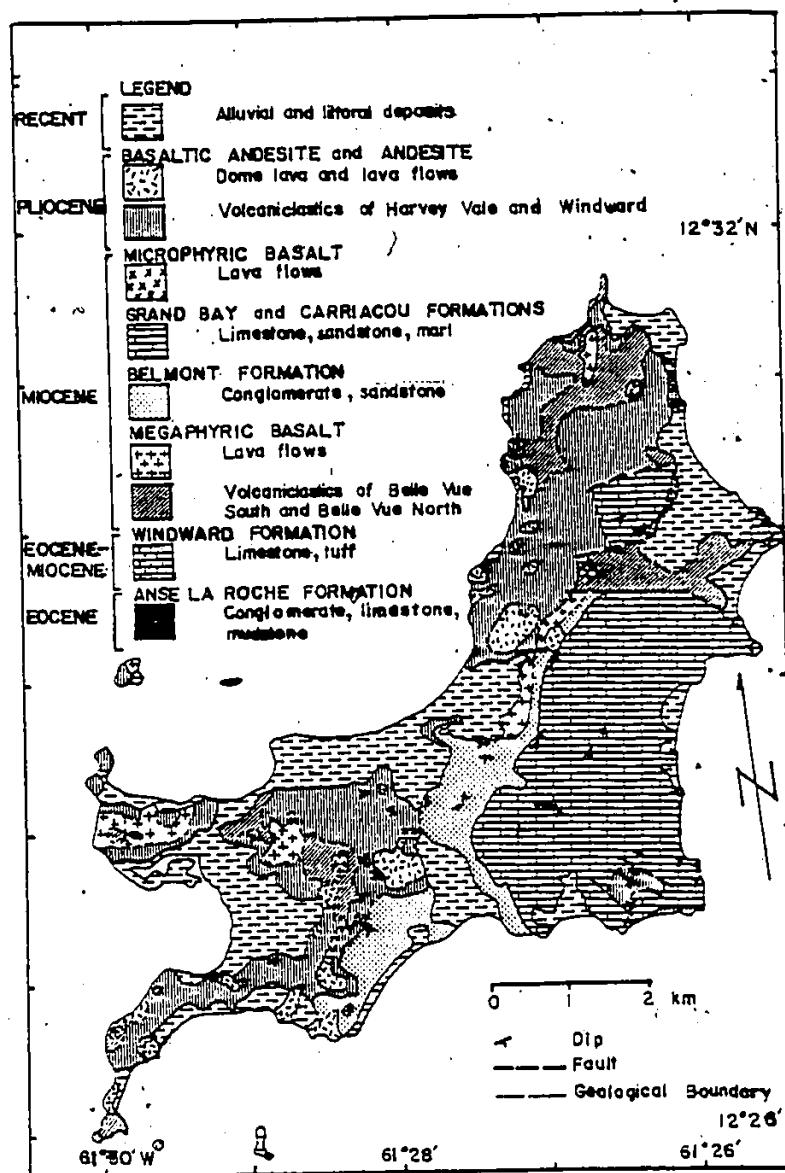 LEGEND
RECENT
Alluvial and littoral deposits
BASALTIC ANDESITE and ANDESITE
Dome lava and lava flows
PLIOCENE
Volcaniclastics of Harvey Vale and Windward
12°32'N
MICROPHYRIC BASALT
Lava flows
GRAND BAY and CARRIACOU FORMATIONS
Limestone, sandstone, marl
BELMONT FORMATION
MIOCENE
Conglomerate, sandstone
MEGAPHYRIC BASALT
Lava flows
Volcaniclastics of Belle Vue
South and Belle Vue North
EOCENE-
MIOCENE
WINDWARD FORMATION
Limestone, tuff
ANSE LA ROCHE FORMATION
EOCENE
Conglomerate, limestone,
mudstone
N
0 1 2 km
Dip
Fault
Geological Boundary
12°26'
61°30'W
61°28'
61°26'